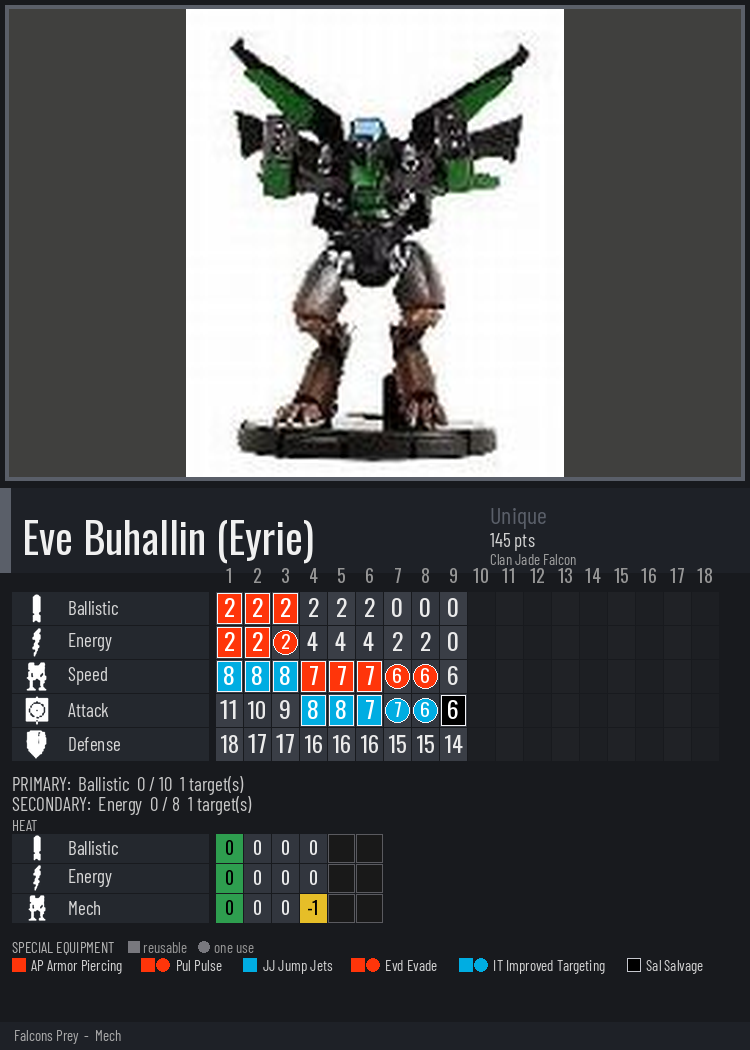 Eve Buhallin (Eyrie)
Unique
145 pts
Clan Jade Falcon
1 2 3 4 5 6 7 8 9 10 11 12 13 14 15 16 17 18
Ballistic 2 2 2 2 2 2 0 0 0
Energy 2 2 2 4 4 4 2 2 0
Speed 8 8 8 7 7 7 6 6 6
Attack 11 10 9 8 8 7 7 6 6
Defense 18 17 17 16 16 16 15 15 14
PRIMARY: Ballistic 0 / 10 1 target(s)
SECONDARY: Energy 0 / 8 1 target(s)
HEAT
Ballistic 0 0 0 0
Energy 0 0 0 0
Mech 0 0 0 -1
SPECIAL EQUIPMENT reusable one use
AP Armor Piercing Pul Pulse JJ Jump Jets Evd Evade IT Improved Targeting Sal Salvage
Falcons Prey - Mech